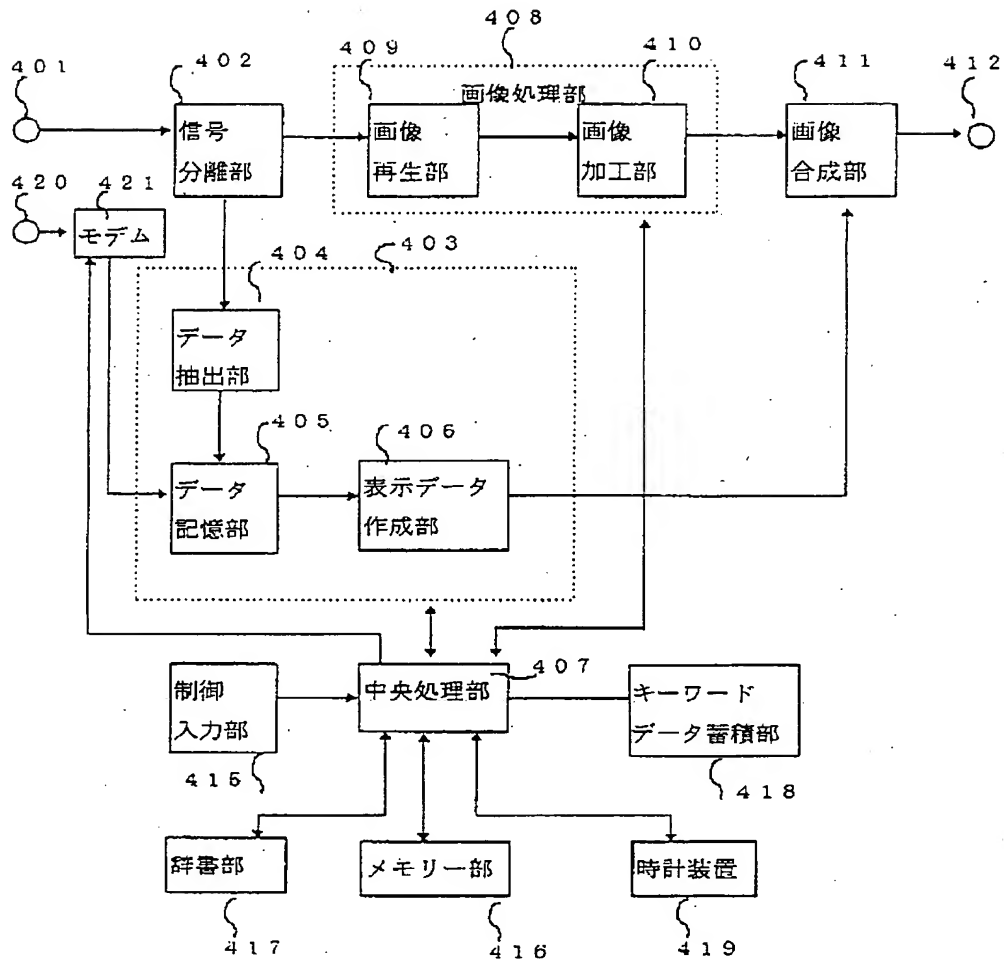 408
409
410
411
412
401
402
画像処理部
信号
分離部
画像
再生部
画像
加工部
画像
合成部
420
421
モデム
403
404
データ
抽出部
405
406
データ
記憶部
表示データ
作成部
407
制御
入力部
中央処理部
キーワード
データ蓄積部
415
418
辞書部
メモリー部
時計装置
417
416
419